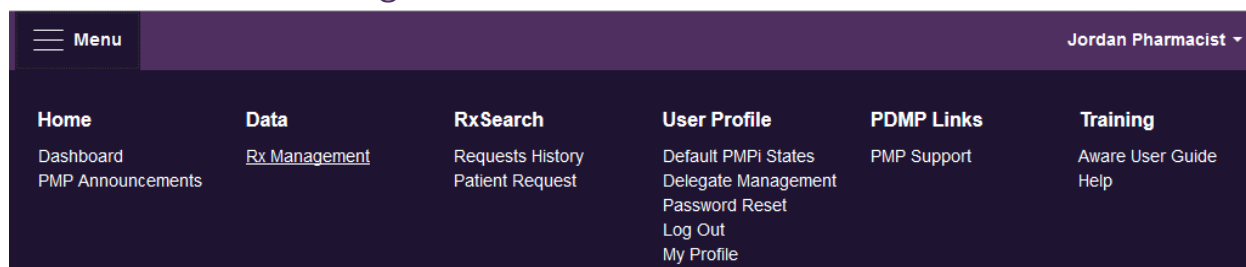 Menu
Jordan Pharmacist
Home
Dashboard
PMP Announcements
Data
Rx Management
RxSearch
Requests History
Patient Request
User Profile
Default PMPi States
Delegate Management
Password Reset
Log Out
My Profile
PDMP Links
PMP Support
Training
Aware User Guide
Help